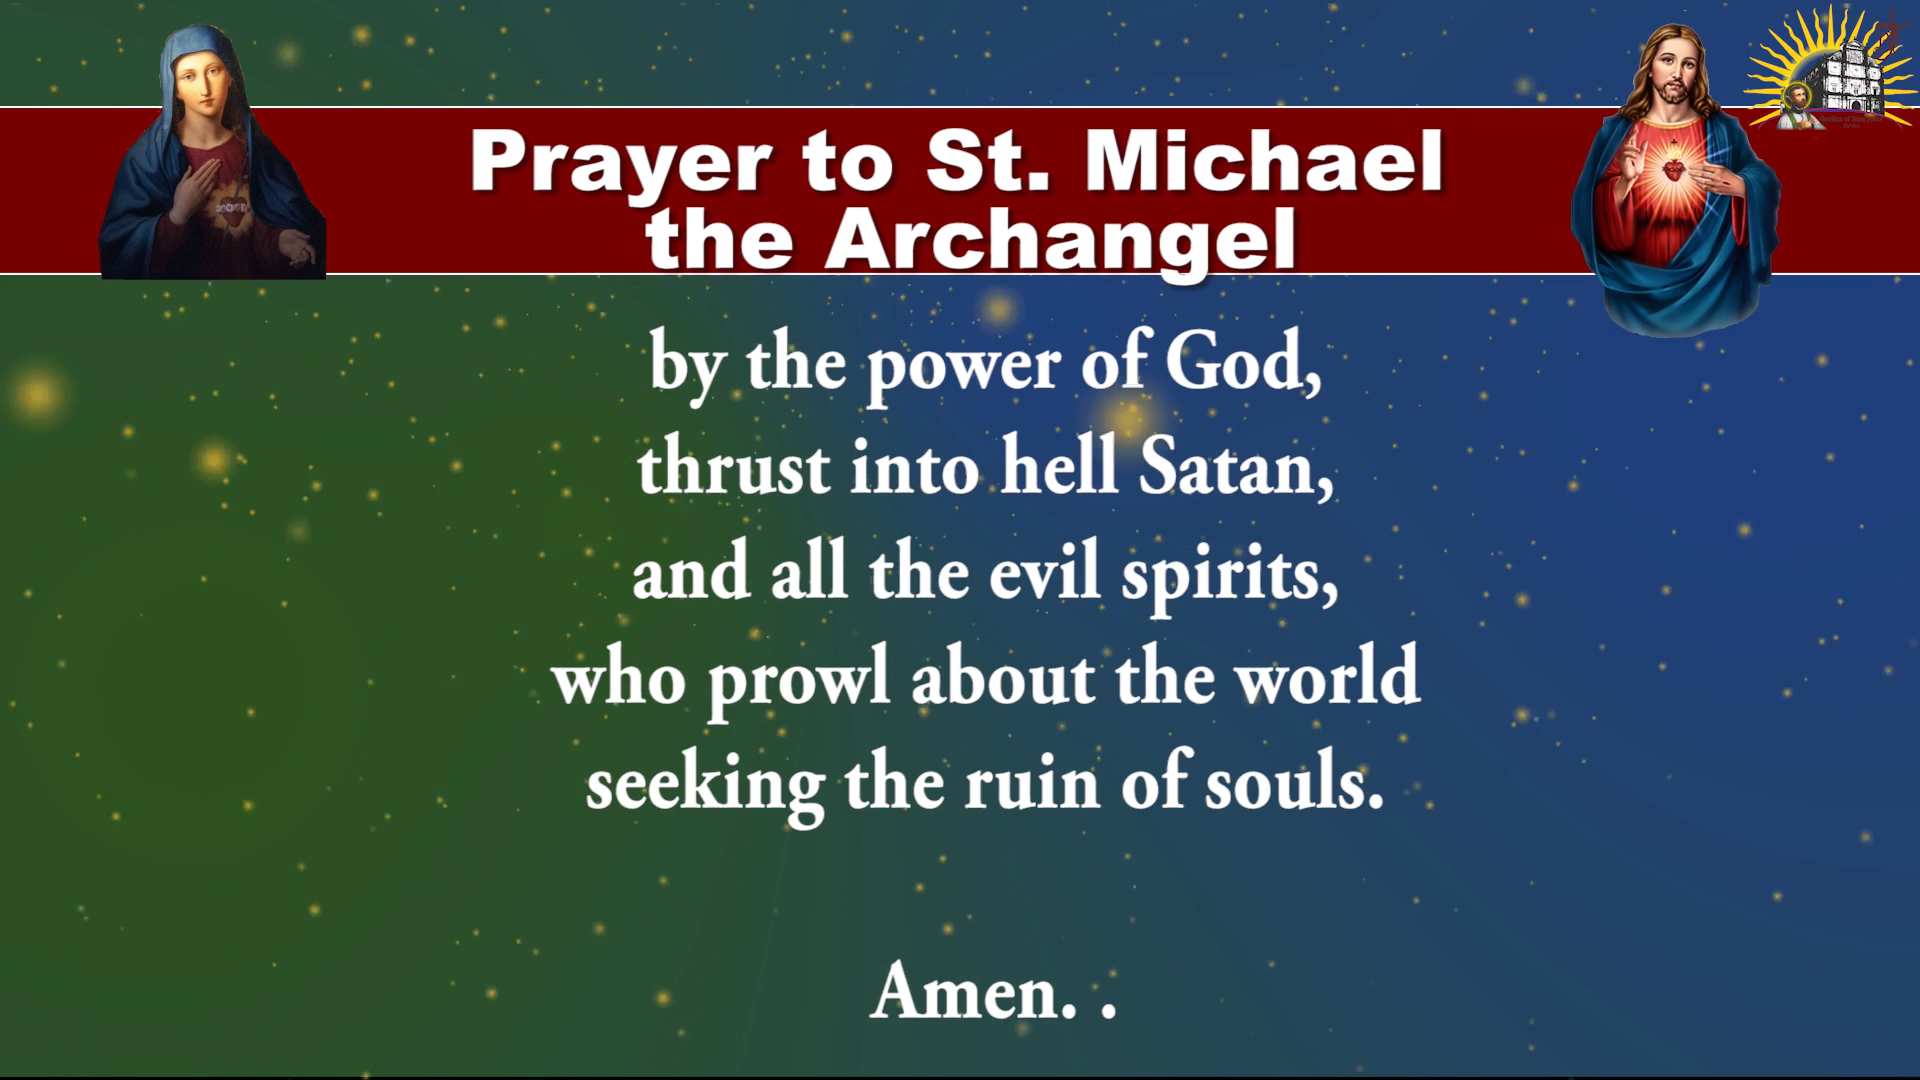 Prayer to St. Michael
the Archangel
by the power of God,
thrust into hell Satan,
and all the evil spirits,
who prowl about the world
seeking the ruin of souls.
Amen. .